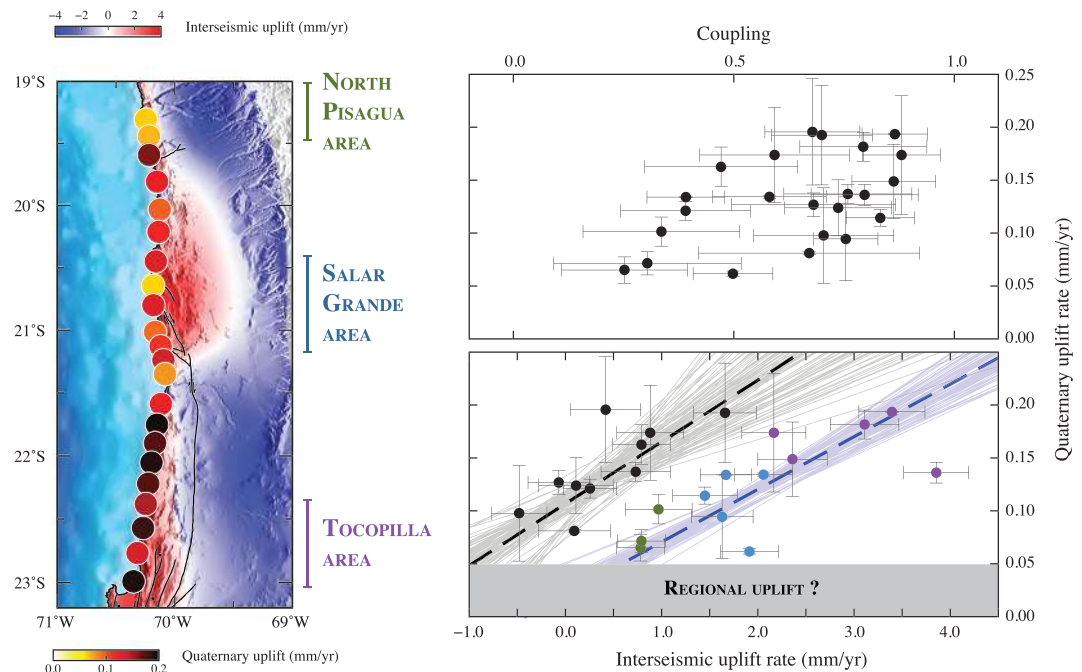 -4 -2 0 2 4
Interseismic uplift (mm/yr)
19°S
20°S
21°S
22°S
23°S
71°W 70°W 69°W
0.0 0.1 0.2
Quaternary uplift (mm/yr)
NORTH
PISAGUA
AREA
SALAR
GRANDE
AREA
TOCOPILLA
AREA
Coupling
0.0 0.5 1.0
0.25
0.20
0.15
0.10
0.05
0.00
Quaternary uplift rate (mm/yr)
0.20
0.15
0.10
0.05
0.00
REGIONAL UPLIFT ?
-1.0 0.0 1.0 2.0 3.0 4.0
Interseismic uplift rate (mm/yr)